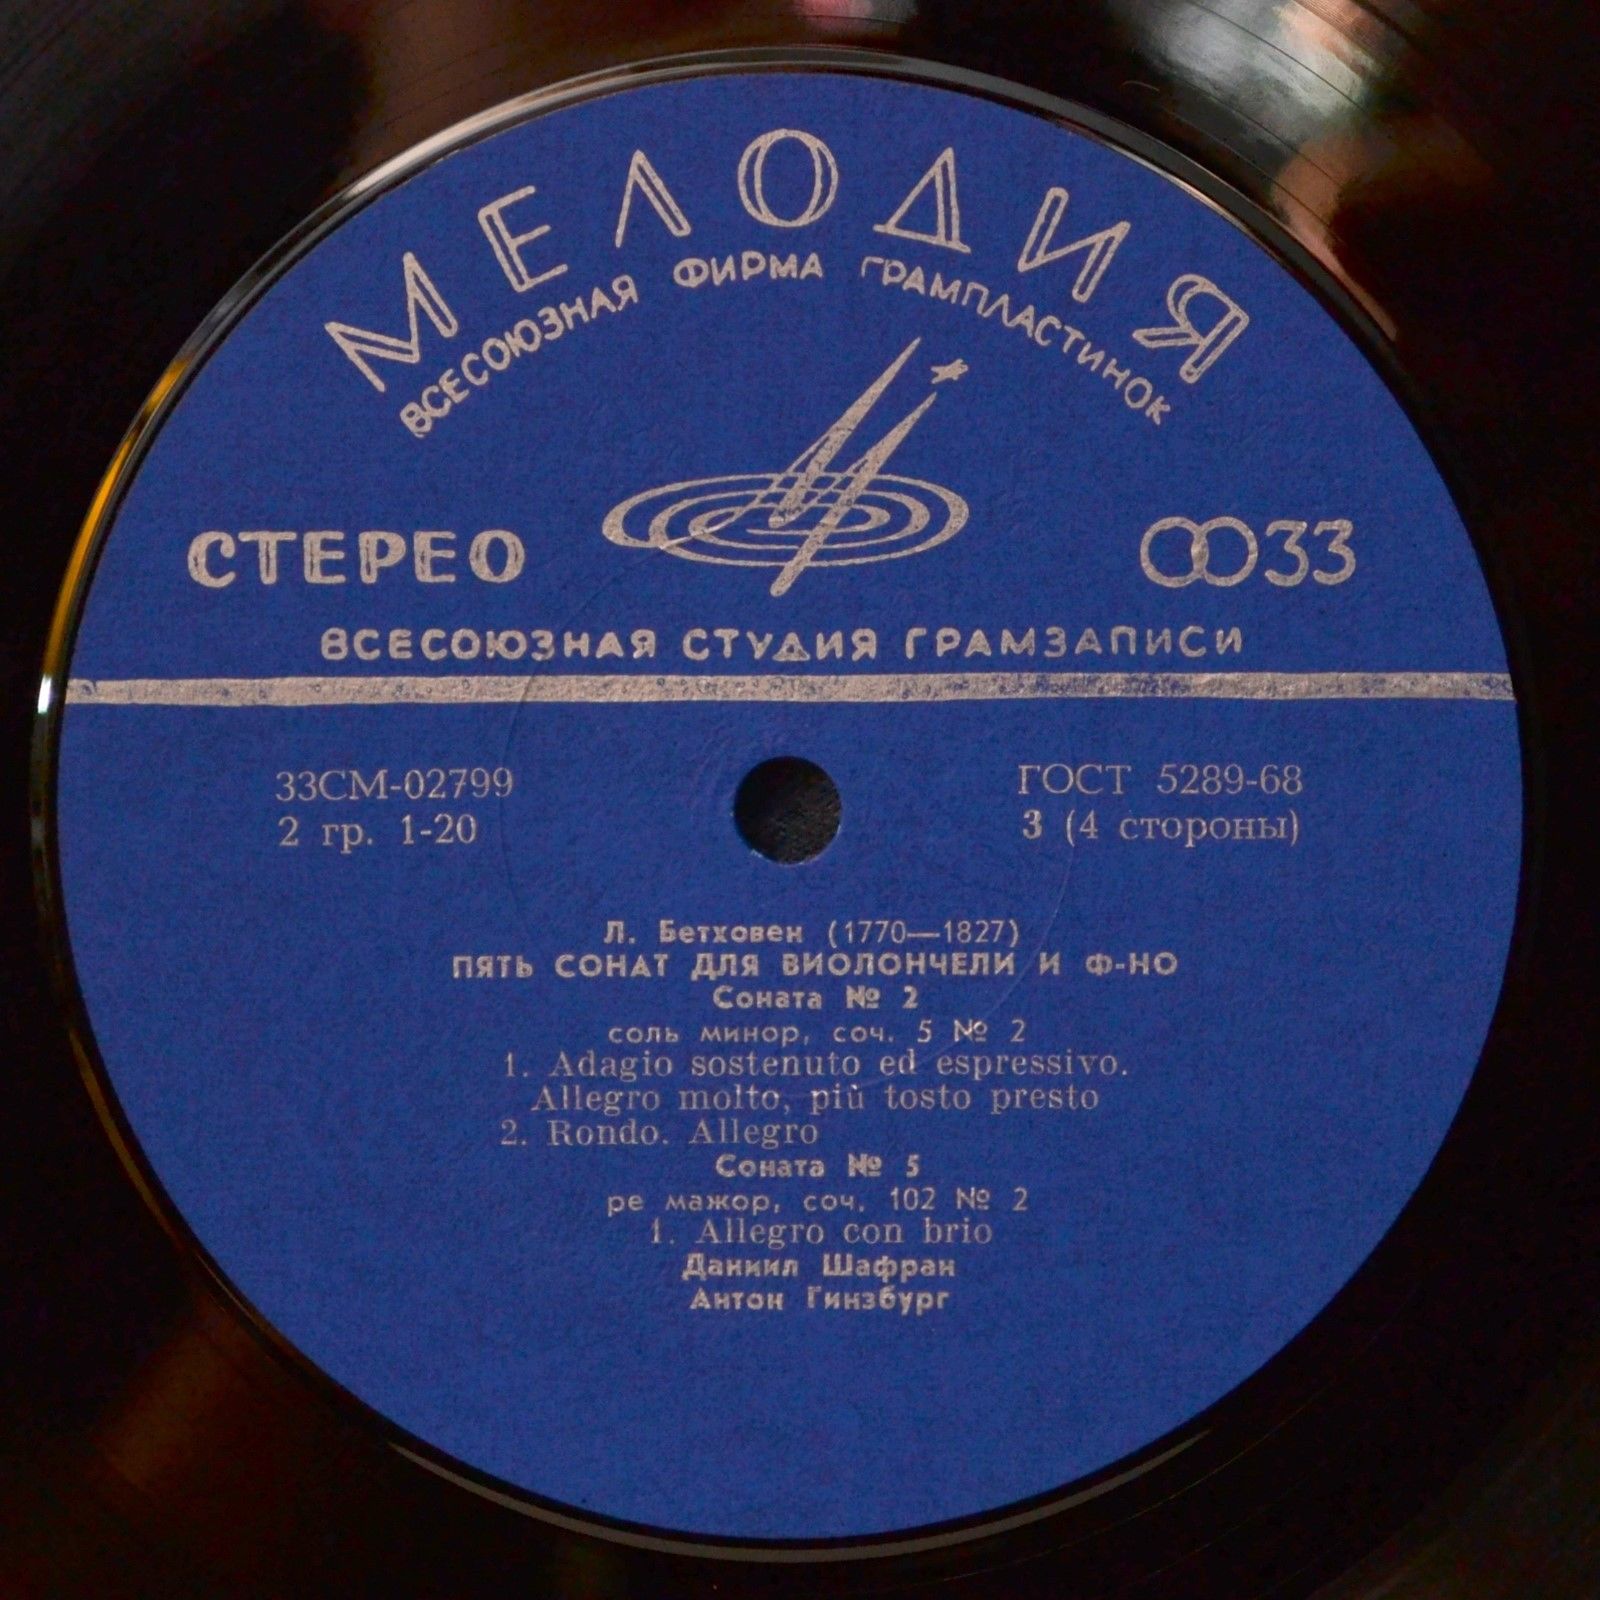 МЕЛОДИЯ
ВСЕСОЮЗНАЯ ФИРМА ГРАМПЛАСТИНОК
СТЕРЕО
33
ВСЕСОЮЗНАЯ СТУДИЯ ГРАМЗАПИСИ
33СМ-02799
ГОСТ 5289-68
2 гр. 1-20
3 (4 стороны)
Л. Бетховен (1770—1827)
ПЯТЬ СОНАТ ДЛЯ ВИОЛОНЧЕЛИ И Ф-НО
Соната № 2
соль минор, соч. 5 № 2
1. Adagio sostenuto ed espressivo.
Allegro molto, più tosto presto
2. Rondo. Allegro
Соната № 5
ре мажор, соч. 102 № 2
1. Allegro con brio
Даниил Шафран
Антон Гинзбург